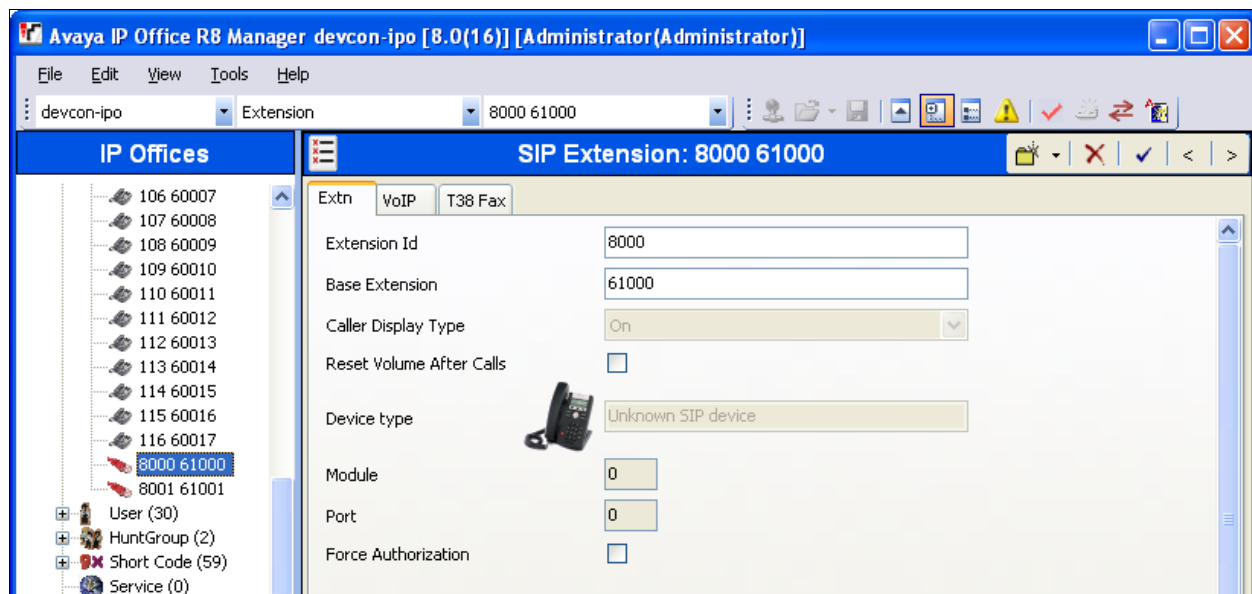 Avaya IP Office R8 Manager devcon-ipo [8.0(16)] [Administrator(Administrator)]
File Edit View Tools Help
devcon-ipo Extension 8000 61000
IP Offices
SIP Extension: 8000 61000
106 60007
107 60008
108 60009
109 60010
110 60011
111 60012
112 60013
113 60014
114 60015
115 60016
116 60017
8000 61000
8001 61001
User (30)
HuntGroup (2)
Short Code (59)
Service (0)
Extn VoIP T38 Fax
Extension Id 8000
Base Extension 61000
Caller Display Type On
Reset Volume After Calls
Device type Unknown SIP device
Module 0
Port 0
Force Authorization